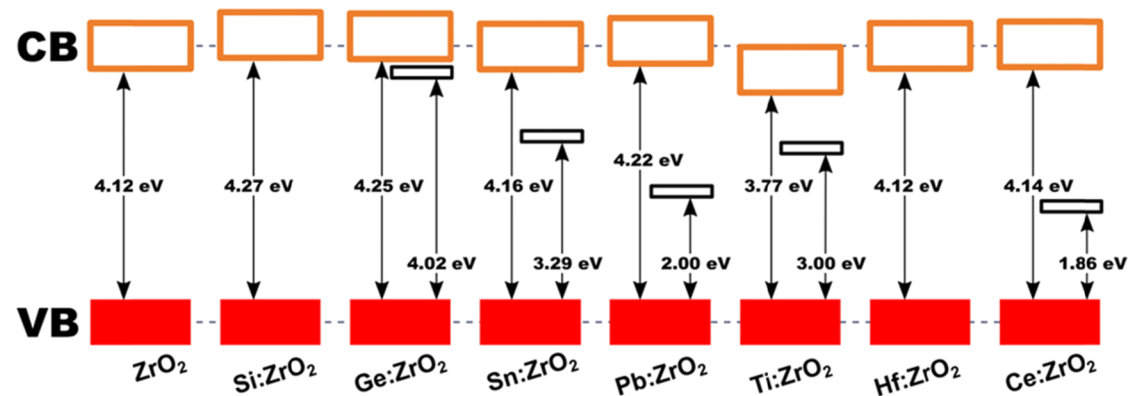 CB
4.22 eV
4.12 eV 4.27 eV 4.25 eV 4.16 eV 3.77 eV 4.12 eV 4.14 eV
4.02 eV 3.29 eV 2.00 eV 3.00 eV 1.86 eV
VB
ZrO₂ Si:ZrO₂ Ge:ZrO₂ Sn:ZrO₂ Pb:ZrO₂ Ti:ZrO₂ Hf:ZrO₂ Ce:ZrO₂